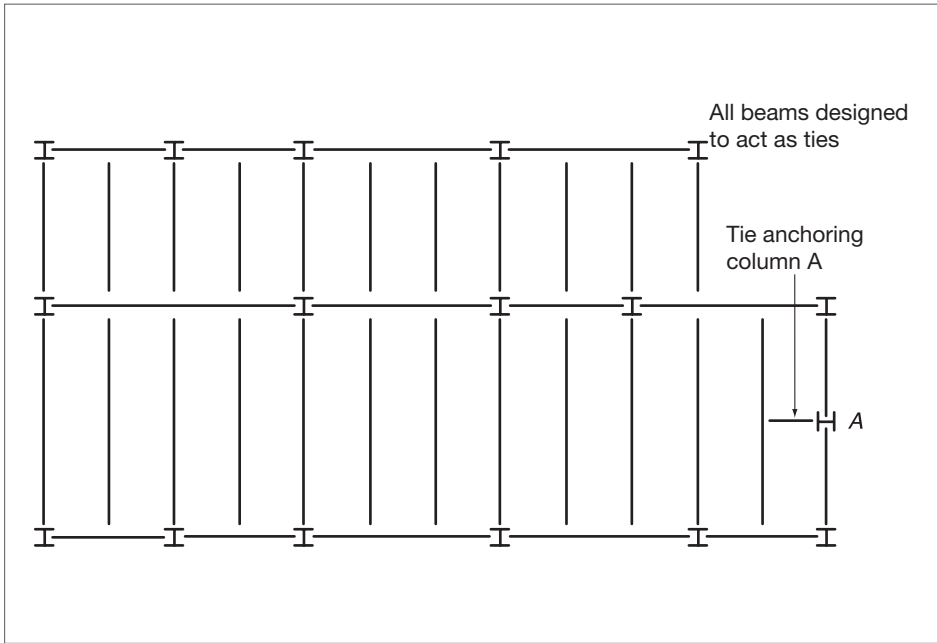 All beams designed
to act as ties
Tie anchoring
column A
A